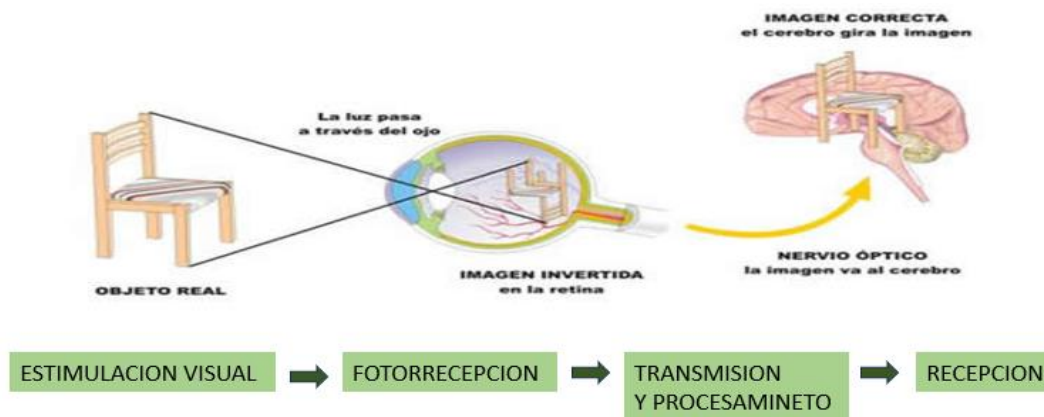 IMAGEN CORRECTA
el cerebro gira la imagen
La luz pasa
a través del ojo
OBJETO REAL
IMAGEN INVERTIDA
en la retina
NERVIO ÓPTICO
la imagen va al cerebro
ESTIMULACION VISUAL
FOTORRECEPCION
TRANSMISION
Y PROCESAMINETO
RECEPCION